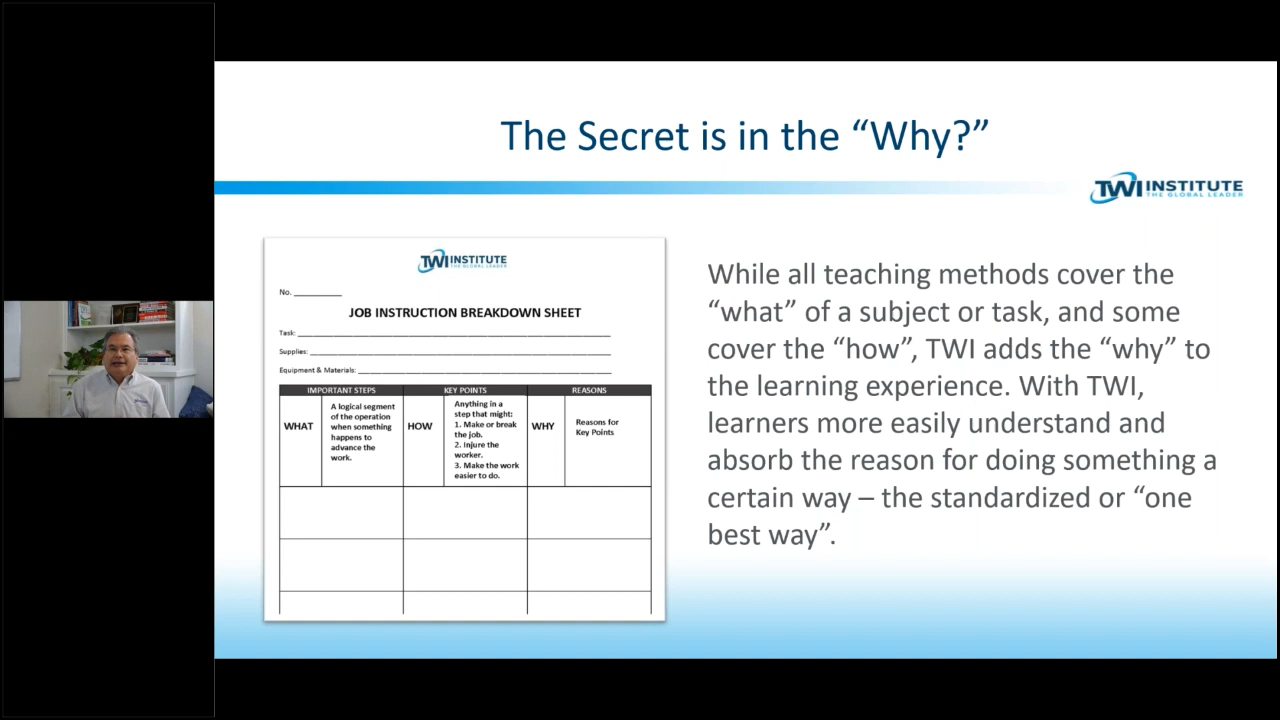 The Secret is in the “Why?”
TWI INSTITUTE
THE GLOBAL LEADER
TWI INSTITUTE
THE GLOBAL LEADER
No. __________
JOB INSTRUCTION BREAKDOWN SHEET
Task:
Supplies:
Equipment & Materials:
IMPORTANT STEPS
KEY POINTS
REASONS
WHAT
A logical segment
of the operation
when something
happens to
advance the
work.
HOW
Anything in a
step that might:
1. Make or break
the job.
2. Injure the
worker.
3. Make the work
easier to do.
WHY
Reasons for
Key Points
While all teaching methods cover the
“what” of a subject or task, and some
cover the “how”, TWI adds the “why” to
the learning experience. With TWI,
learners more easily understand and
absorb the reason for doing something a
certain way – the standardized or “one
best way”.